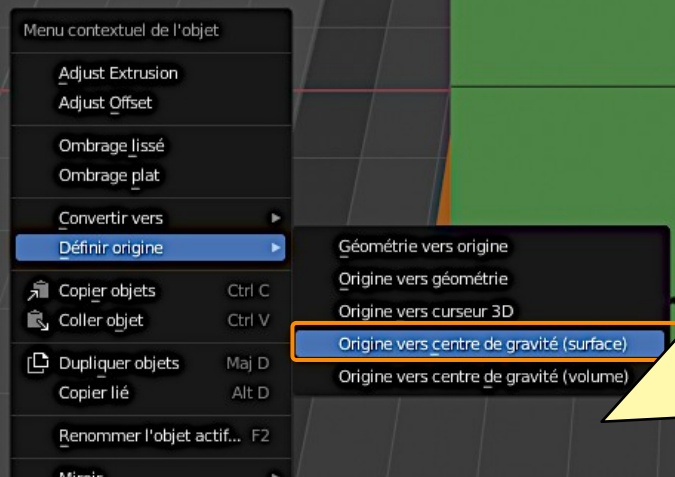 Menu contextuel de l'objet
Adjust Extrusion
Adjust Offset
Ombrage lissé
Ombrage plat
Convertir vers
Définir origine
Géométrie vers origine
Origine vers géométrie
Origine vers curseur 3D
Origine vers centre de gravité (surface)
Origine vers centre de gravité (volume)
Copier objets Ctrl C
Coller objet Ctrl V
Dupliquer objets Maj D
Copier lié Alt D
Renommer l'objet actif... F2
Miroir